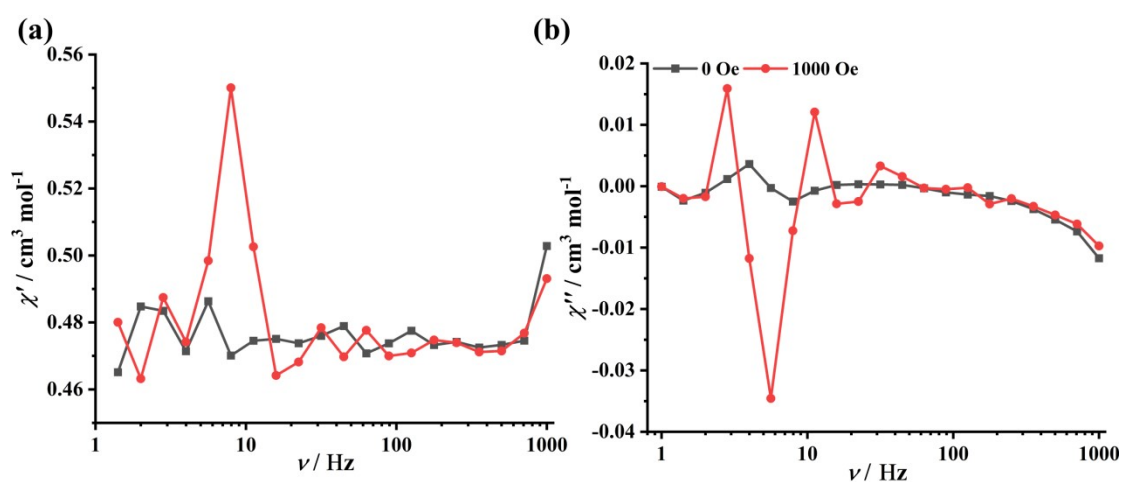 (a)
0.56
0.54
0.52
0.50
0.48
0.46
χ′ / cm³ mol⁻¹
1
10
100
1000
ν / Hz
(b)
0 Oe
1000 Oe
0.02
0.01
0.00
-0.01
-0.02
-0.03
-0.04
χ″ / cm³ mol⁻¹
1
10
100
1000
ν / Hz